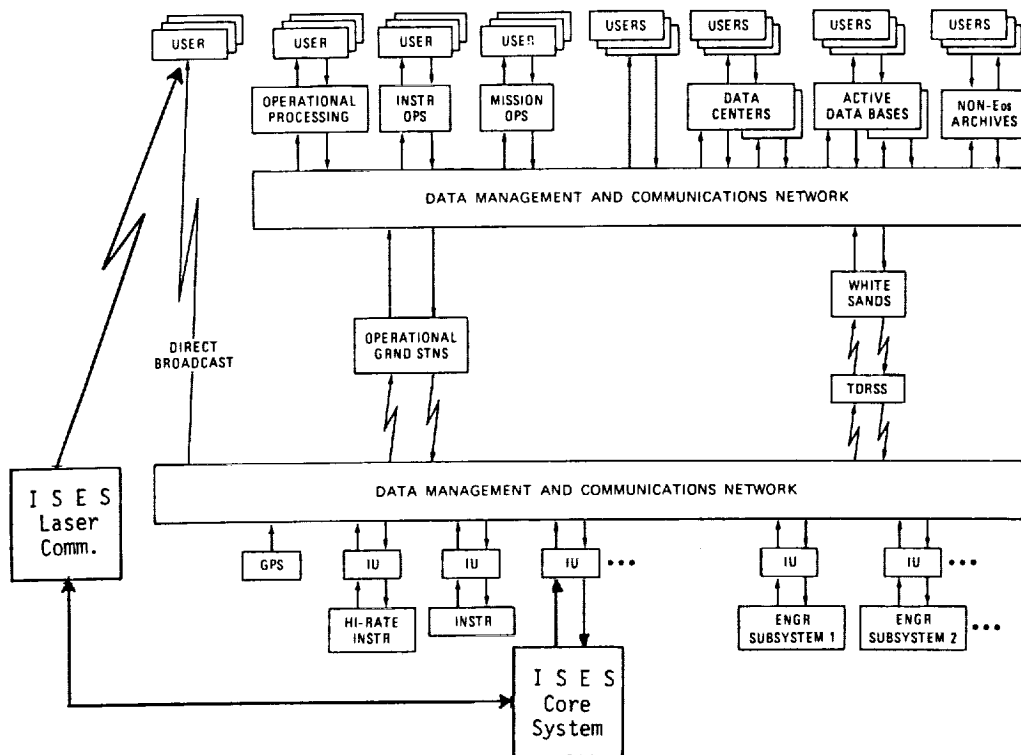 USER
USER
USER
USER
USERS
USERS
USERS
USERS
OPERATIONAL
PROCESSING
INSTR
OPS
MISSION
OPS
DATA
CENTERS
ACTIVE
DATA BASES
NON-Eos
ARCHIVES
DATA MANAGEMENT AND COMMUNICATIONS NETWORK
WHITE
SANDS
OPERATIONAL
GRND STNS
DIRECT
BROADCAST
TDRSS
I S E S
Laser
Comm.
DATA MANAGEMENT AND COMMUNICATIONS NETWORK
GPS
IU
IU
IU •••
IU
IU •••
HI-RATE
INSTR
INSTR
ENGR
SUBSYSTEM 1
ENGR
SUBSYSTEM 2 •••
I S E S
Core
System